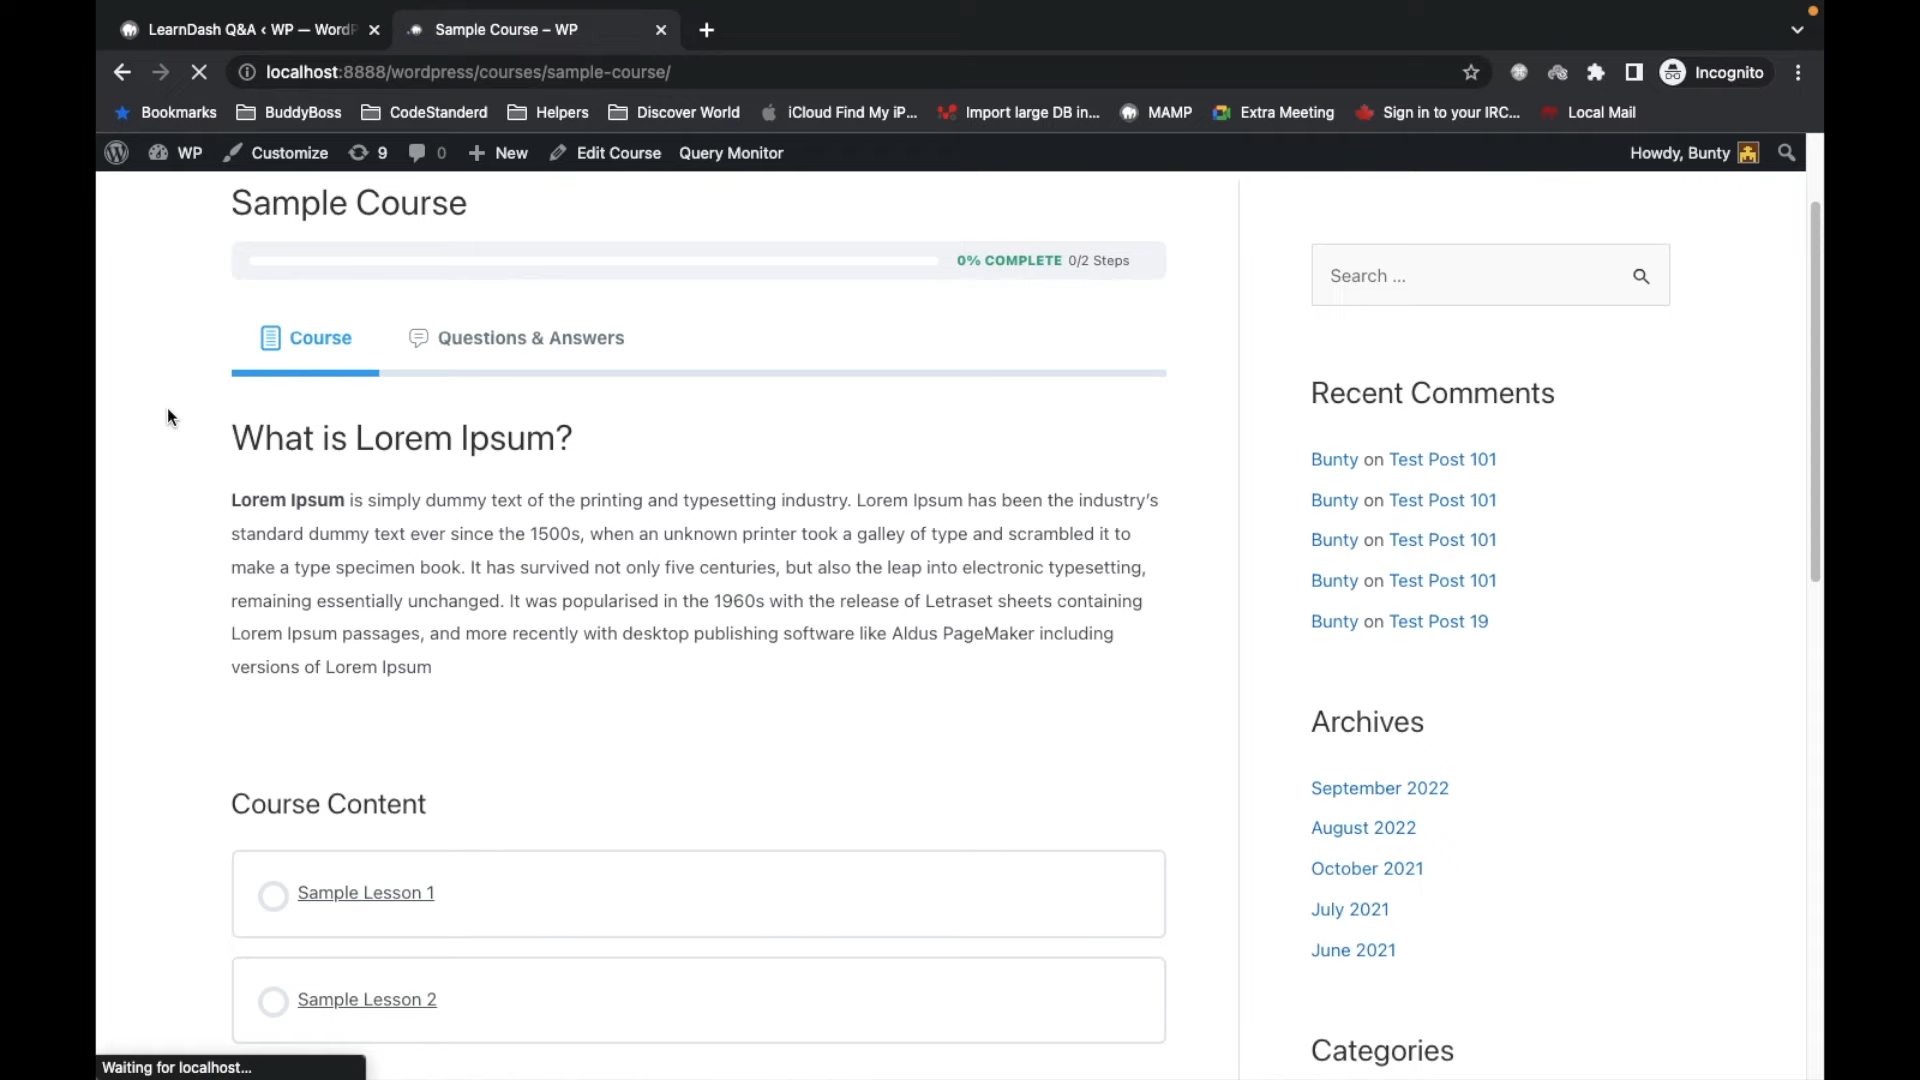 LearnDash Q&A ‹ WP — WordP
Sample Course – WP
localhost:8888/wordpress/courses/sample-course/
Incognito
Bookmarks BuddyBoss CodeStanderd Helpers Discover World iCloud Find My iP... Import large DB in... MAMP Extra Meeting Sign in to your IRC... Local Mail
WP Customize 9 0 New Edit Course Query Monitor Howdy, Bunty
Sample Course
0% COMPLETE 0/2 Steps
Course Questions & Answers
What is Lorem Ipsum?
Lorem Ipsum is simply dummy text of the printing and typesetting industry. Lorem Ipsum has been the industry’s
standard dummy text ever since the 1500s, when an unknown printer took a galley of type and scrambled it to
make a type specimen book. It has survived not only five centuries, but also the leap into electronic typesetting,
remaining essentially unchanged. It was popularised in the 1960s with the release of Letraset sheets containing
Lorem Ipsum passages, and more recently with desktop publishing software like Aldus PageMaker including
versions of Lorem Ipsum
Course Content
Sample Lesson 1
Sample Lesson 2
Search ...
Recent Comments
Bunty on Test Post 101
Bunty on Test Post 101
Bunty on Test Post 101
Bunty on Test Post 101
Bunty on Test Post 19
Archives
September 2022
August 2022
October 2021
July 2021
June 2021
Categories
Waiting for localhost...